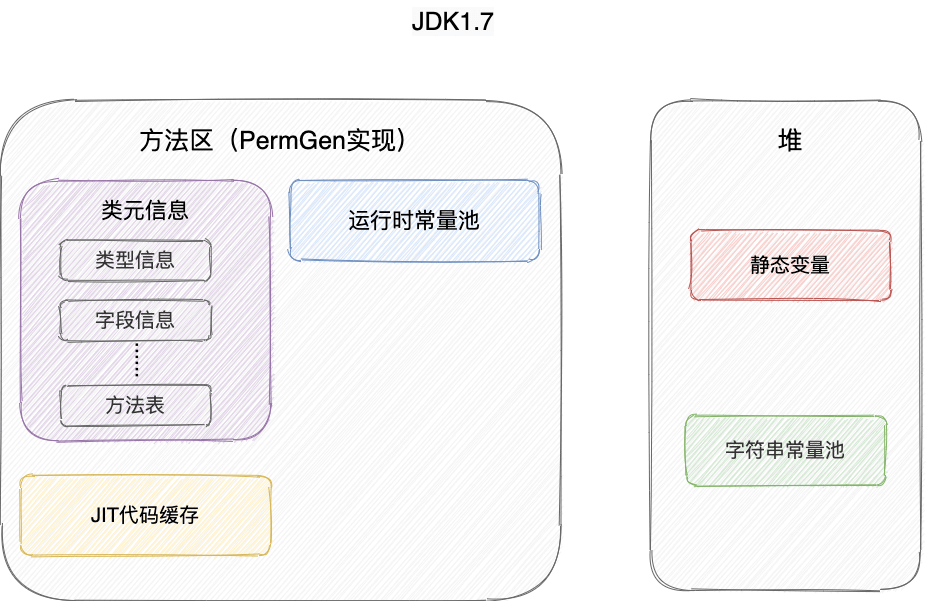 JDK1.7
方法区（PermGen实现）
类元信息
类型信息
字段信息
方法表
运行时常量池
JIT代码缓存
堆
静态变量
字符串常量池